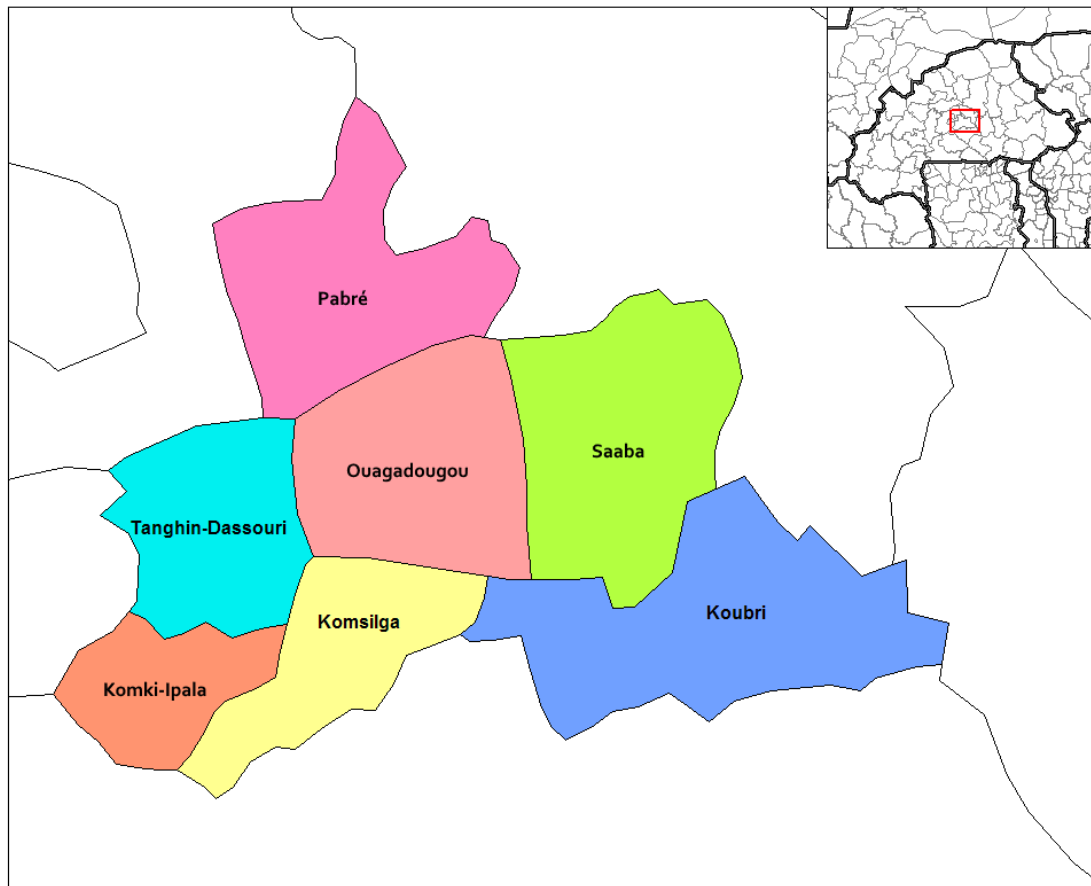 Pabré
Saaba
Ouagadougou
Tanghin-Dassouri
Koubri
Komsilga
Komki-Ipala